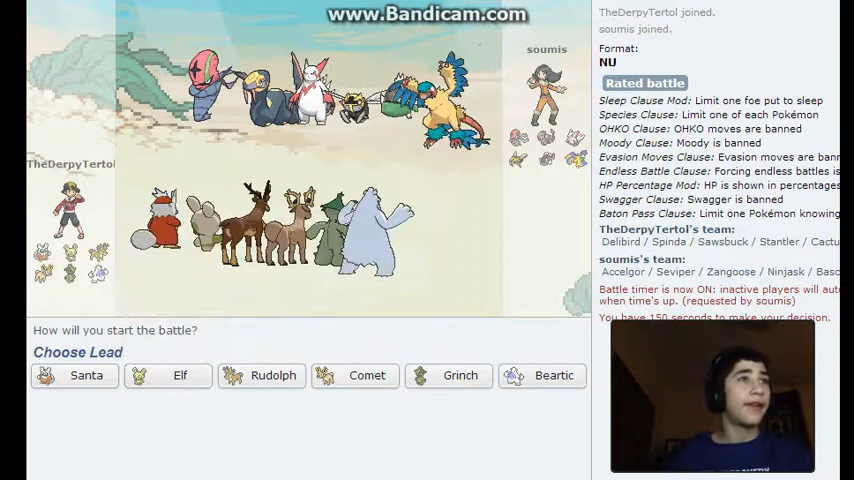 www.Bandicam.com
TheDerpyTertol joined.
soumis joined.
Format:
NU
Rated battle
Sleep Clause Mod: Limit one foe put to sleep
Species Clause: Limit one of each Pokémon
OHKO Clause: OHKO moves are banned
Moody Clause: Moody is banned
Evasion Moves Clause: Evasion moves are bann
Endless Battle Clause: Forcing endless battles is
HP Percentage Mod: HP is shown in percentages
Swagger Clause: Swagger is banned
Baton Pass Clause: Limit one Pokémon knowing
TheDerpyTertol's team:
Delibird / Spinda / Sawsbuck / Stantler / Cactu
soumis's team:
Accelgor / Seviper / Zangoose / Ninjask / Basc
Battle timer is now ON: inactive players will aut
when time's up. (requested by soumis)
You have 150 seconds to make your decision.
soumis
TheDerpyTertol
How will you start the battle?
Choose Lead
Santa
Elf
Rudolph
Comet
Grinch
Beartic